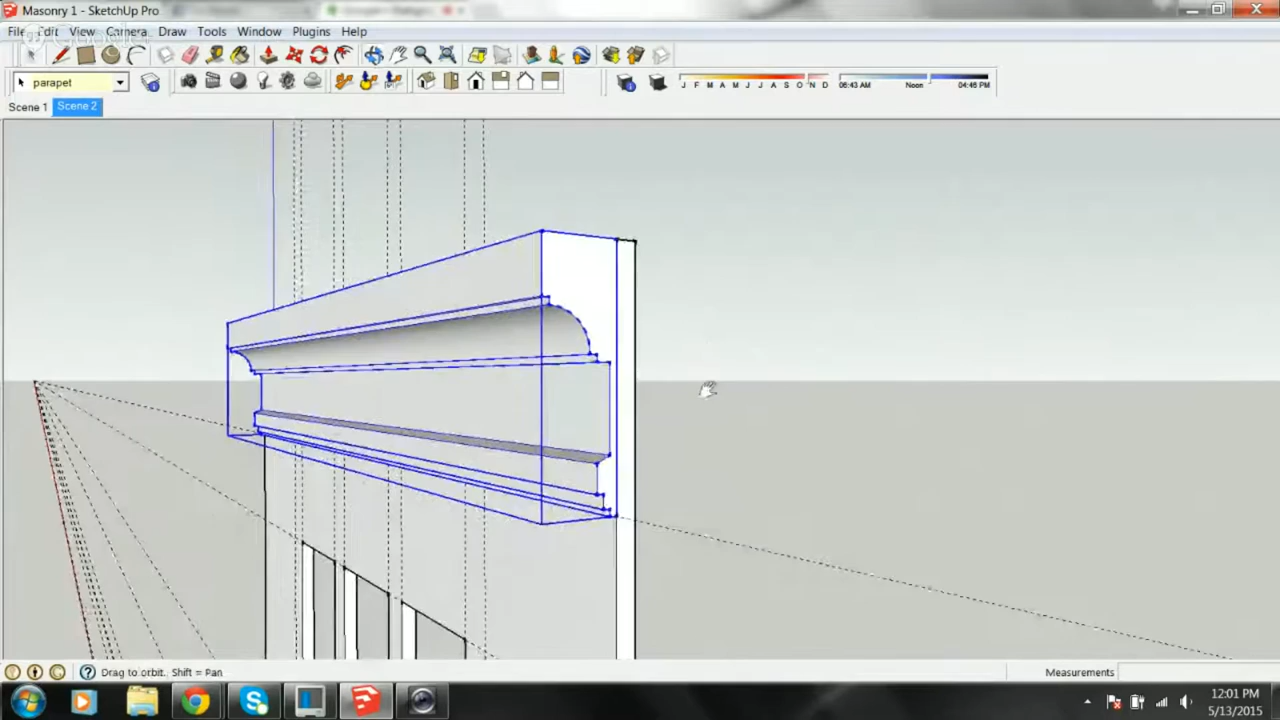 Masonry 1 - SketchUp Pro
File Edit View Camera Draw Tools Window Plugins Help
parapet
J F M A M J J A S O N D 06:43 AM Noon 04:46 PM
Scene 1 Scene 2
Drag to orbit. Shift = Pan Measurements
12:01 PM
5/13/2015